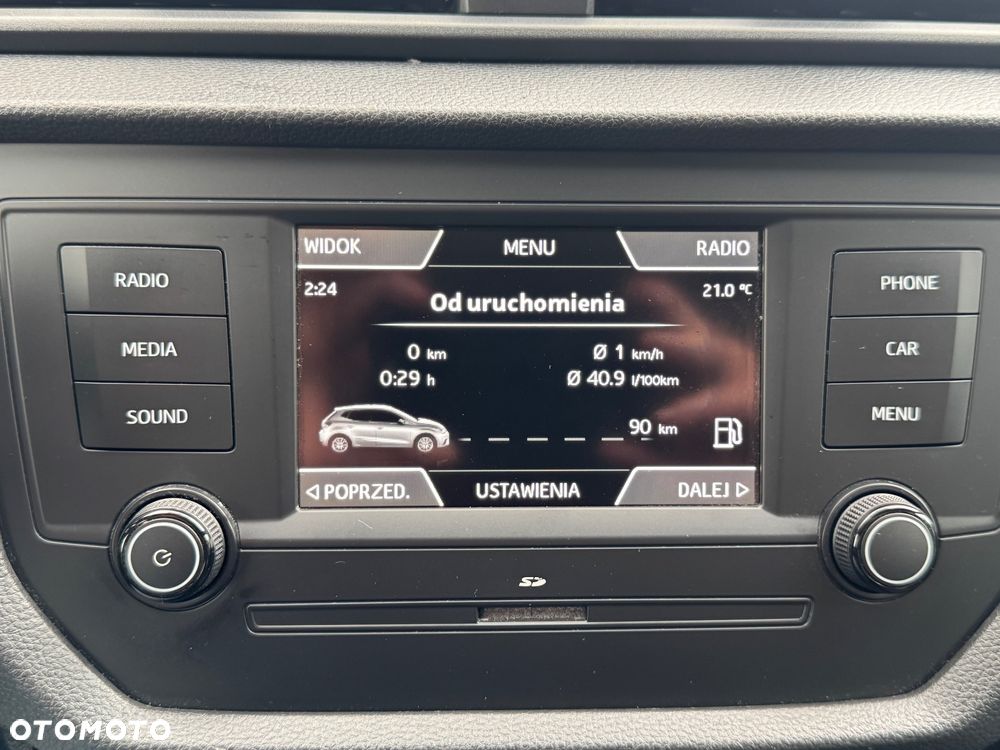 WIDOK MENU RADIO
2:24 21.0 °C
Od uruchomienia
0 km Ø 1 km/h
0:29 h Ø 40.9 l/100km
90 km
◁ POPRZED. USTAWIENIA DALEJ ▷
RADIO
MEDIA
SOUND
PHONE
CAR
MENU
SD
OTOMOTO